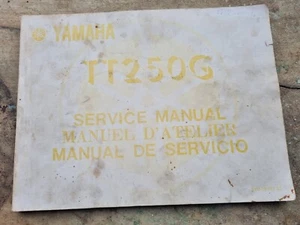 YAMAHA
TT250G
SERVICE MANUAL
MANUEL D'ATELIER
MANUAL DE SERVICIO